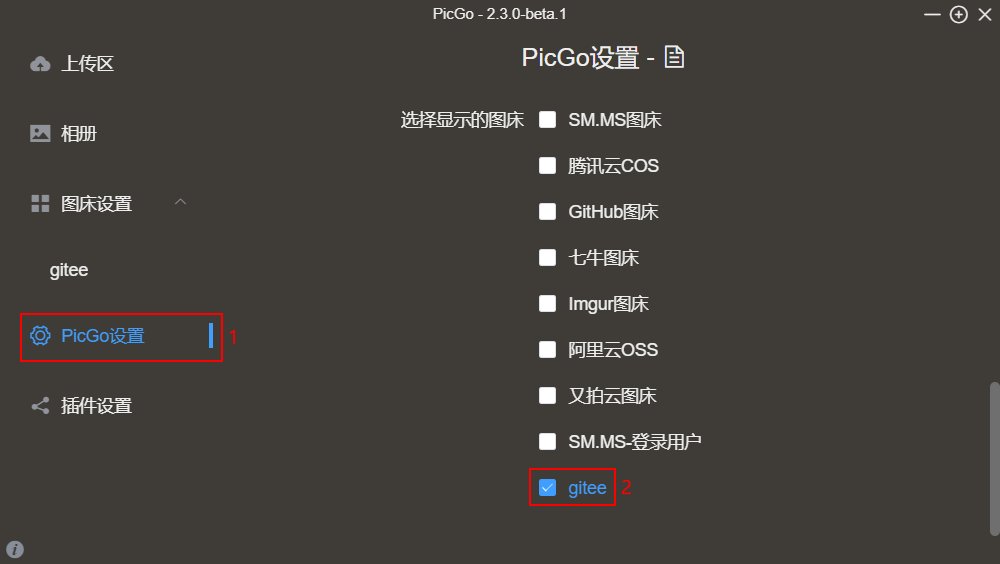 PicGo - 2.3.0-beta.1
上传区
相册
图床设置
gitee
PicGo设置
1
插件设置
PicGo设置 -
选择显示的图床
SM.MS图床
腾讯云COS
GitHub图床
七牛图床
Imgur图床
阿里云OSS
又拍云图床
SM.MS-登录用户
gitee
2